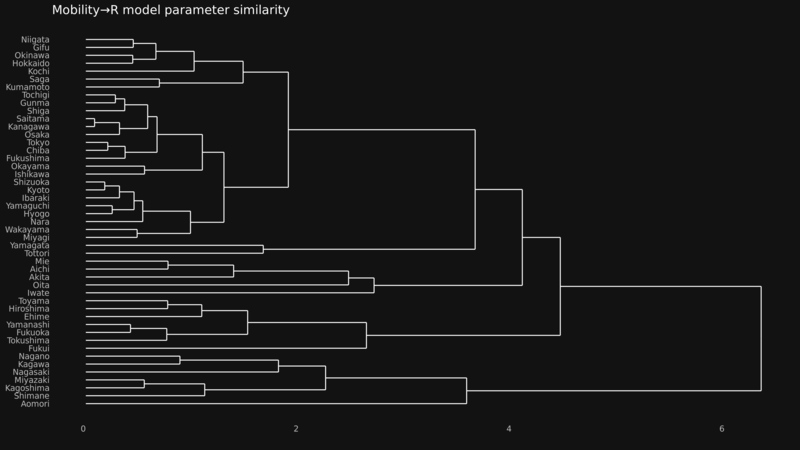 Mobility→R model parameter similarity
Niigata
Gifu
Okinawa
Hokkaido
Kochi
Saga
Kumamoto
Tochigi
Gunma
Shiga
Saitama
Kanagawa
Osaka
Tokyo
Chiba
Fukushima
Okayama
Ishikawa
Shizuoka
Kyoto
Ibaraki
Yamaguchi
Hyogo
Nara
Wakayama
Miyagi
Yamagata
Tottori
Mie
Aichi
Akita
Oita
Iwate
Toyama
Hiroshima
Ehime
Yamanashi
Fukuoka
Tokushima
Fukui
Nagano
Kagawa
Nagasaki
Miyazaki
Kagoshima
Shimane
Aomori
0 2 4 6